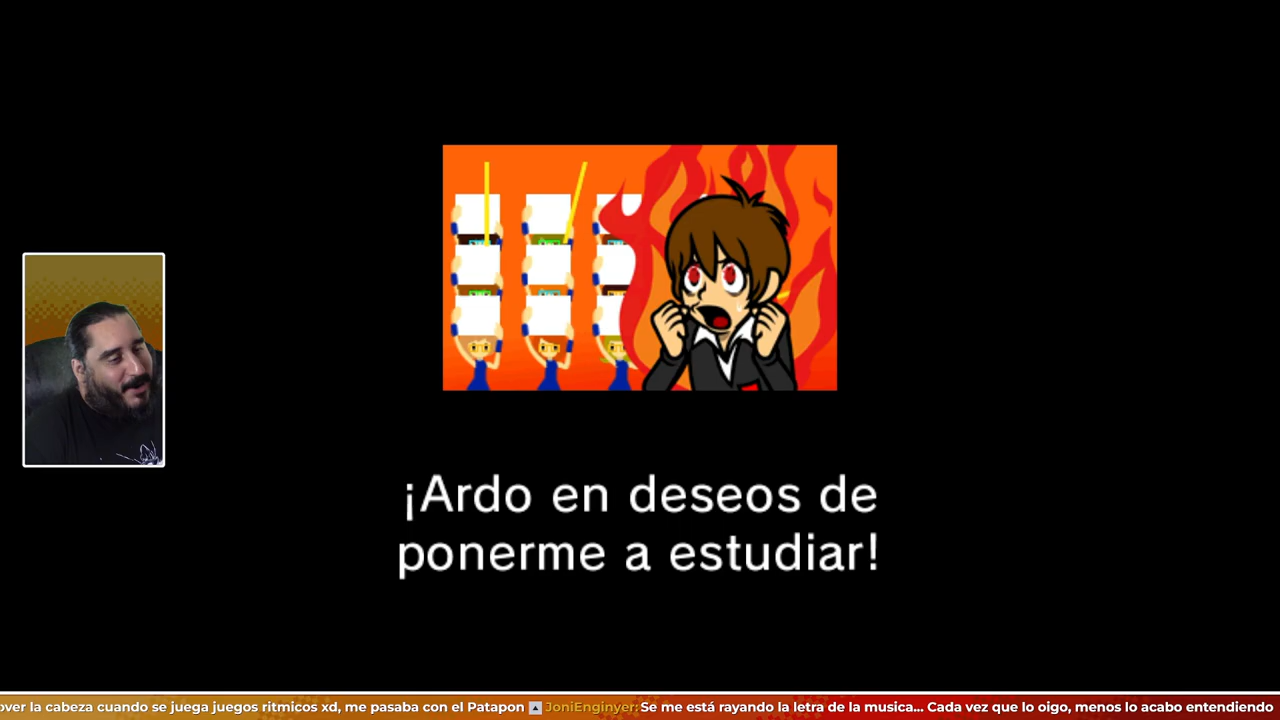 ¡Ardo en deseos de
ponerme a estudiar!
over la cabeza cuando se juega juegos ritmicos xd, me pasaba con el Patapon JoniEnginyer: Se me está rayando la letra de la musica... Cada vez que lo oigo, menos lo acabo entendiendo